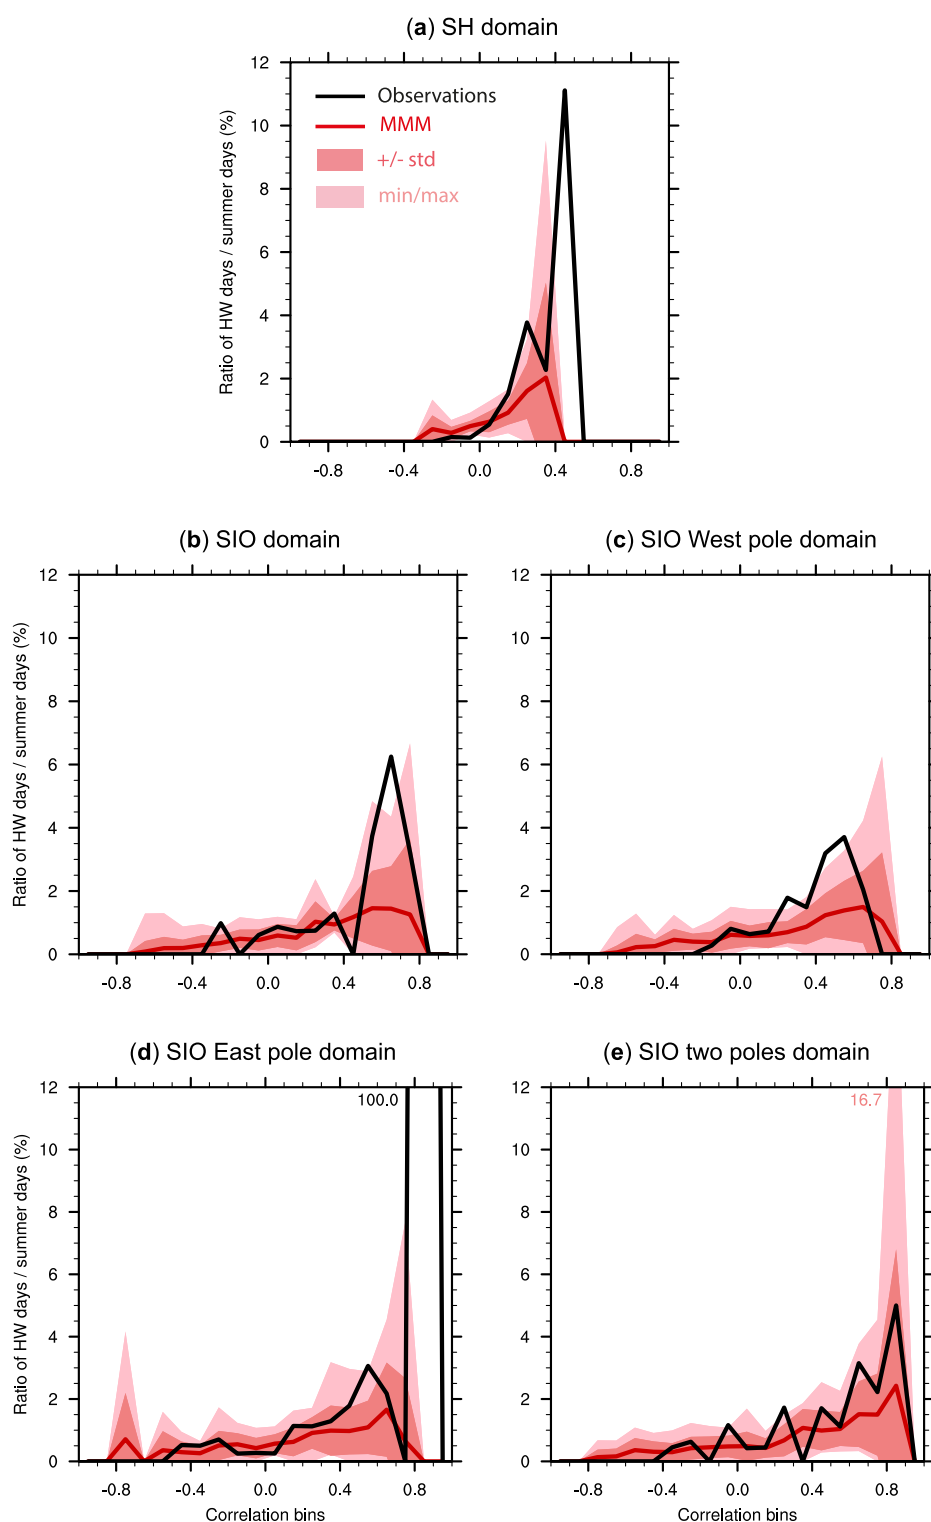 (a) SH domain
12
10
8
6
4
2
0
Ratio of HW days / summer days (%)
Observations
MMM
+/- std
min/max
-0.8 -0.4 0.0 0.4 0.8
(b) SIO domain
12
10
8
6
4
2
0
Ratio of HW days / summer days (%)
-0.8 -0.4 0.0 0.4 0.8
(c) SIO West pole domain
12
10
8
6
4
2
0
-0.8 -0.4 0.0 0.4 0.8
(d) SIO East pole domain
12
10
8
6
4
2
0
Ratio of HW days / summer days (%)
100.0
-0.8 -0.4 0.0 0.4 0.8
Correlation bins
(e) SIO two poles domain
12
10
8
6
4
2
0
16.7
-0.8 -0.4 0.0 0.4 0.8
Correlation bins